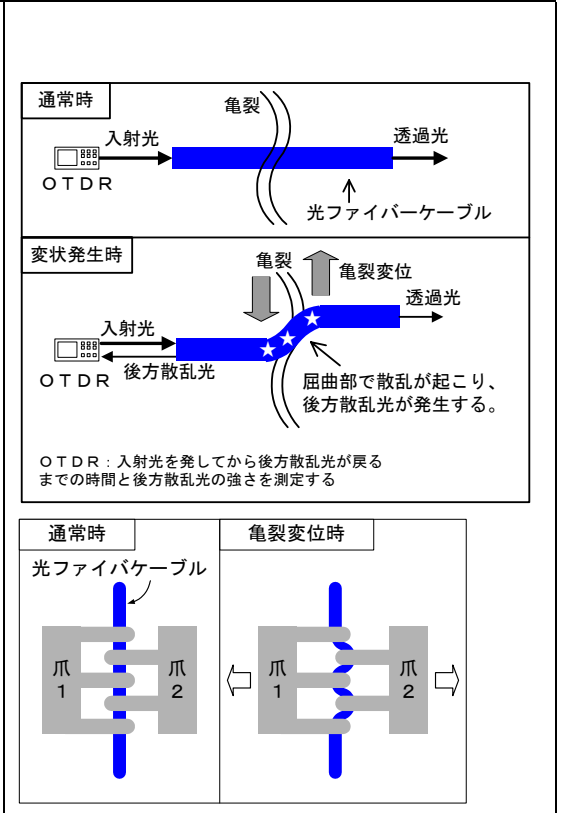 通常時
亀裂
入射光
透過光
ＯＴＤＲ
光ファイバーケーブル
変状発生時
亀裂
亀裂変位
透過光
入射光
後方散乱光
ＯＴＤＲ
屈曲部で散乱が起こり、
後方散乱光が発生する。
ＯＴＤＲ：入射光を発してから後方散乱光が戻る
までの時間と後方散乱光の強さを測定する
通常時
光ファイバケーブル
爪
１
爪
２
亀裂変位時
爪
１
爪
２